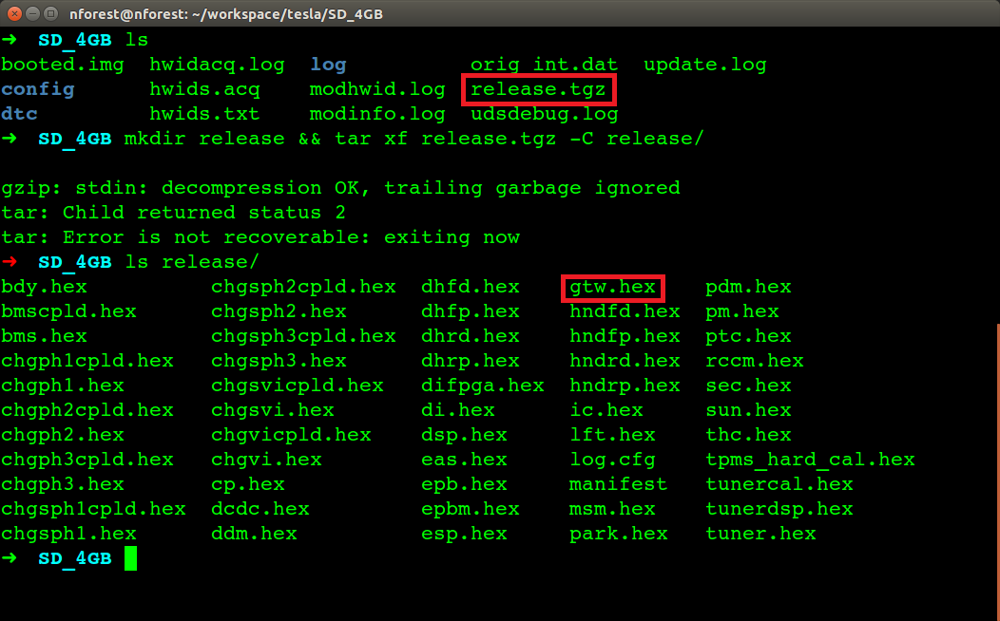 nforest@nforest: ~/workspace/tesla/SD_4GB
➜ SD_4GB ls
booted.img hwidacq.log log orig_int.dat update.log
config hwids.acq modhwid.log release.tgz
dtc hwids.txt modinfo.log udsdebug.log
➜ SD_4GB mkdir release && tar xf release.tgz -C release/
gzip: stdin: decompression OK, trailing garbage ignored
tar: Child returned status 2
tar: Error is not recoverable: exiting now
➜ SD_4GB ls release/
bdy.hex chgsph2cpld.hex dhfd.hex gtw.hex pdm.hex
bmscpld.hex chgsph2.hex dhfp.hex hndfd.hex pm.hex
bms.hex chgsph3cpld.hex dhrd.hex hndfp.hex ptc.hex
chgph1cpld.hex chgsph3.hex dhrp.hex hndrd.hex rccm.hex
chgph1.hex chgsvicpld.hex difpga.hex hndrp.hex sec.hex
chgph2cpld.hex chgsvi.hex di.hex ic.hex sun.hex
chgph2.hex chgvicpld.hex dsp.hex lft.hex thc.hex
chgph3cpld.hex chgvi.hex eas.hex log.cfg tpms_hard_cal.hex
chgph3.hex cp.hex epb.hex manifest tunercal.hex
chgsph1cpld.hex dcdc.hex epbm.hex msm.hex tunerdsp.hex
chgsph1.hex ddm.hex esp.hex park.hex tuner.hex
➜ SD_4GB